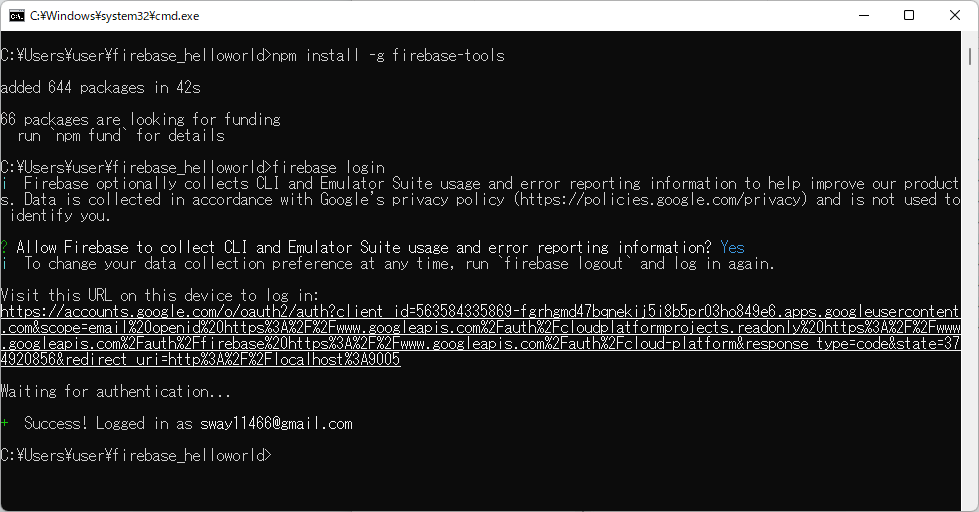 C:\Windows\system32\cmd.exe
C:¥Users¥user¥firebase_helloworld>npm install -g firebase-tools
added 644 packages in 42s
66 packages are looking for funding
  run `npm fund` for details
C:¥Users¥user¥firebase_helloworld>firebase login
i  Firebase optionally collects CLI and Emulator Suite usage and error reporting information to help improve our product
s. Data is collected in accordance with Google's privacy policy (https://policies.google.com/privacy) and is not used to
 identify you.
? Allow Firebase to collect CLI and Emulator Suite usage and error reporting information? Yes
i  To change your data collection preference at any time, run `firebase logout` and log in again.
Visit this URL on this device to log in:
https://accounts.google.com/o/oauth2/auth?client_id=563584335869-fgrhgmd47bqnekij5i8b5pr03ho849e6.apps.googleusercontent
.com&scope=email%20openid%20https%3A%2F%2Fwww.googleapis.com%2Fauth%2Fcloudplatformprojects.readonly%20https%3A%2F%2Fwww
.googleapis.com%2Fauth%2Ffirebase%20https%3A%2F%2Fwww.googleapis.com%2Fauth%2Fcloud-platform&response_type=code&state=37
4920856&redirect_uri=http%3A%2F%2Flocalhost%3A9005
Waiting for authentication...
+  Success! Logged in as sway11466@gmail.com
C:¥Users¥user¥firebase_helloworld>